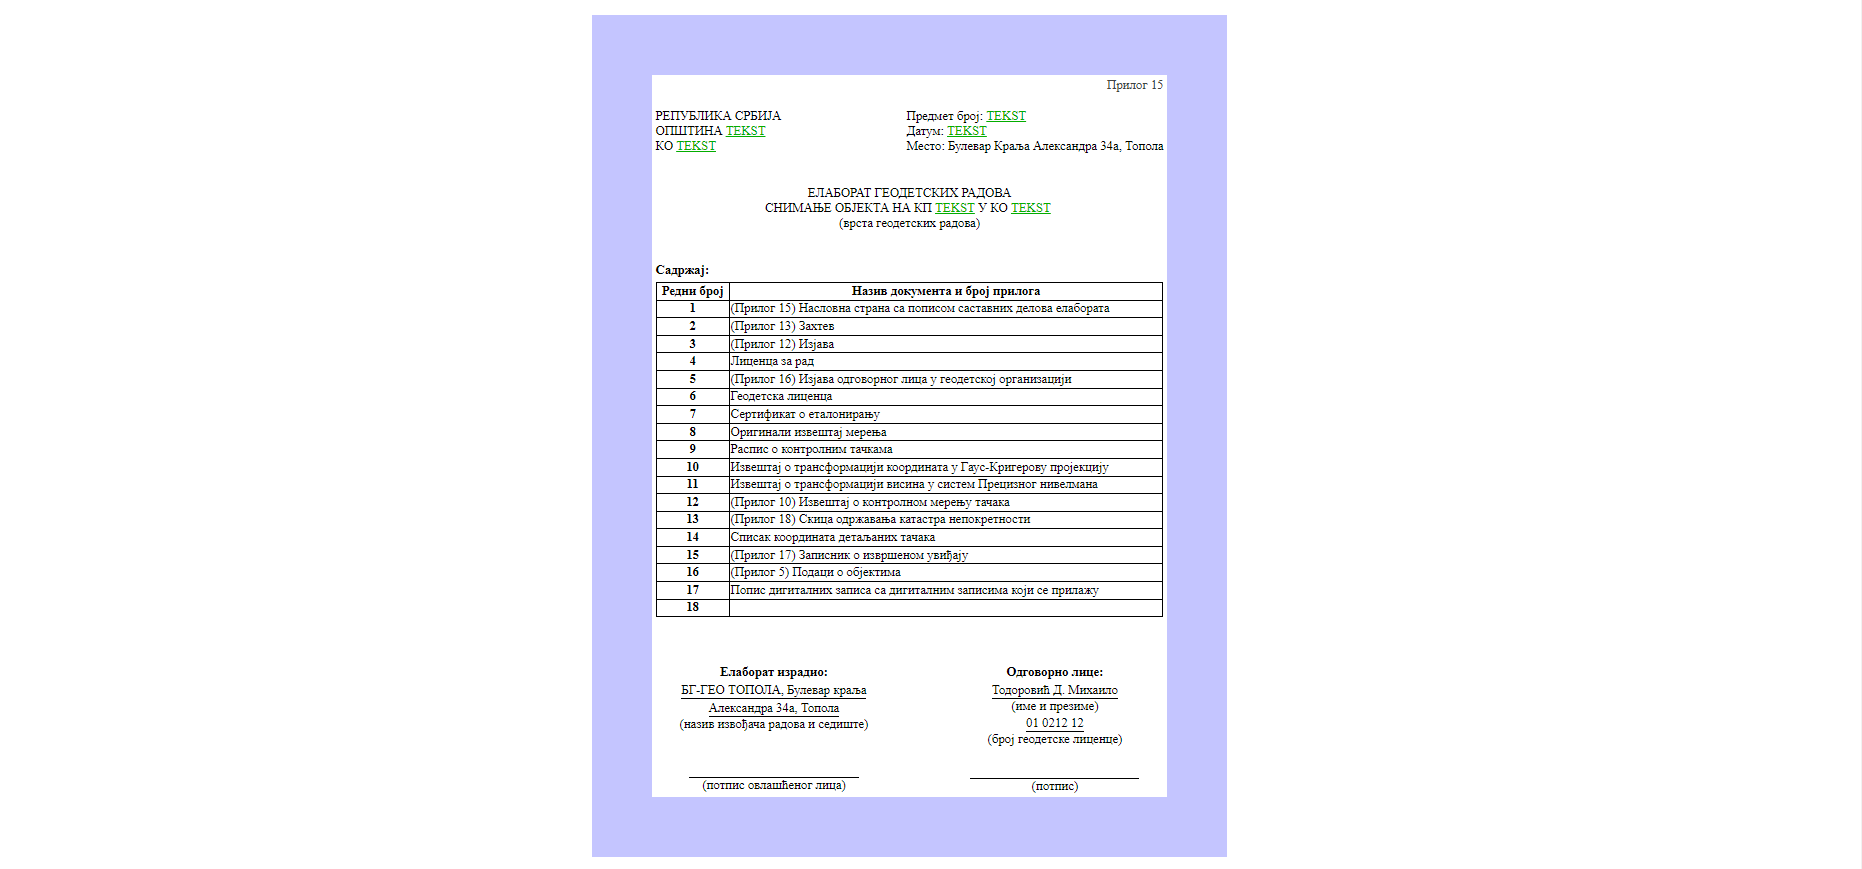 Прилог 15
РЕПУБЛИКА СРБИЈА
ОПШТИНА TEKST
КО TEKST
Предмет број: TEKST
Датум: TEKST
Место: Булевар Краља Александра 34а, Топола
ЕЛАБОРАТ ГЕОДЕТСКИХ РАДОВА
СНИМАЊЕ ОБЈЕКТА НА КП TEKST У КО TEKST
(врста геодетских радова)
Садржај:
Редни број Назив документа и број прилога
1 (Прилог 15) Насловна страна са пописом саставних делова елабората
2 (Прилог 13) Захтев
3 (Прилог 12) Изјава
4 Лиценца за рад
5 (Прилог 16) Изјава одговорног лица у геодетској организацији
6 Геодетска лиценца
7 Сертификат о еталонирању
8 Оригинали извештај мерења
9 Распис о контролним тачкама
10 Извештај о трансформацији координата у Гаус-Кригерову пројекцију
11 Извештај о трансформацији висина у систем Прецизног нивелмана
12 (Прилог 10) Извештај о контролном мерењу тачака
13 (Прилог 18) Скица одржавања катастра непокретности
14 Списак координата детаљаних тачака
15 (Прилог 17) Записник о извршеном увиђају
16 (Прилог 5) Подаци о објектима
17 Попис дигиталних записа са дигиталним записима који се прилажу
18
Елаборат израдио:
БГ-ГЕО ТОПОЛА, Булевар краља
Александра 34а, Топола
(назив извођача радова и седиште)
(потпис овлашћеног лица)
Одговорно лице:
Тодоровић Д. Михаило
(име и презиме)
01 0212 12
(број геодетске лиценце)
(потпис)